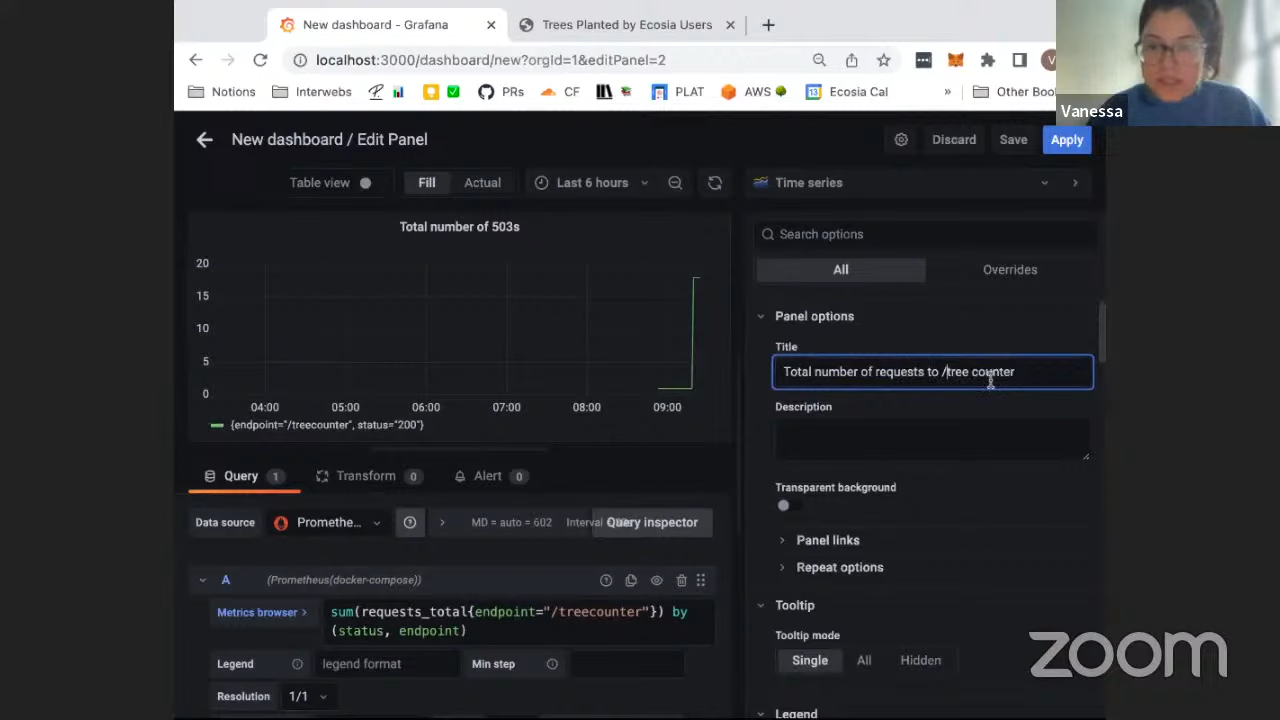 New dashboard - Grafana
Trees Planted by Ecosia Users
localhost:3000/dashboard/new?orgId=1&editPanel=2
Notions
Interwebs
PRs
CF
PLAT
AWS
Ecosia Cal
»
Other Boo
Vanessa
New dashboard / Edit Panel
Discard
Save
Apply
Table view
Fill
Actual
Last 6 hours
Time series
Total number of 503s
20
15
10
5
0
04:00
05:00
06:00
07:00
08:00
09:00
{endpoint="/treecounter", status="200"}
Search options
All
Overrides
Panel options
Title
Total number of requests to /tree counter
Description
Transparent background
Panel links
Repeat options
Tooltip
Tooltip mode
Single
All
Hidden
Legend
Query 1
Transform 0
Alert 0
Data source
Promethe...
MD = auto = 602
Interval
Query inspector
A
(Prometheus(docker-compose))
Metrics browser >
sum(requests_total{endpoint="/treecounter"}) by
(status, endpoint)
Legend
legend format
Min step
Resolution
1/1
zoom